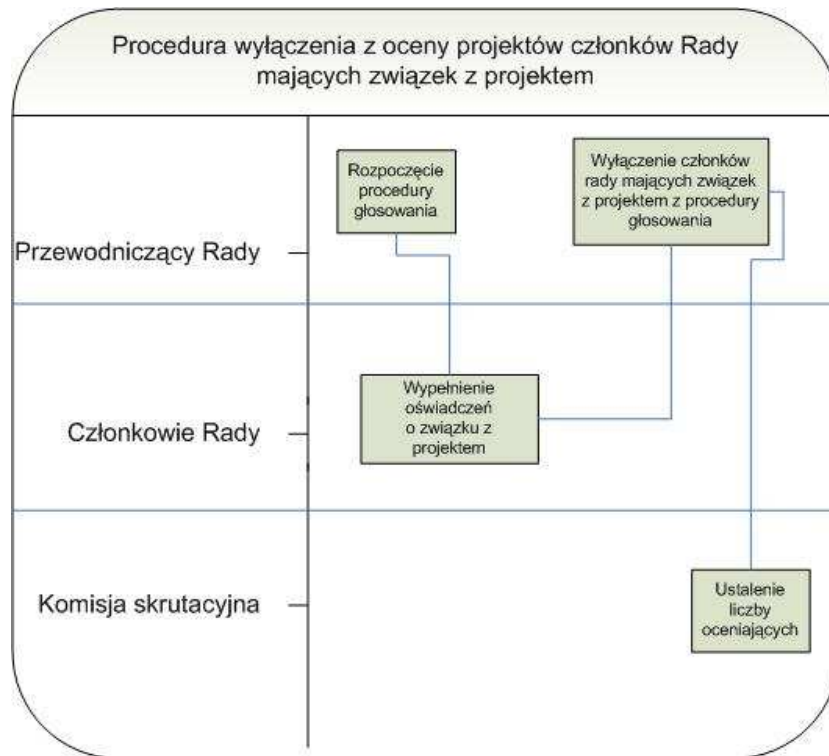 Procedura wyłączenia z oceny projektów członków Rady
mających związek z projektem
Rozpoczęcie
procedury
głosowania
Wyłączenie członków
rady mających związek
z projektem z procedury
głosowania
Przewodniczący Rady
Wypełnienie
oświadczeń
o związku z
projektem
Członkowie Rady
Komisja skrutacyjna
Ustalenie
liczby
oceniających